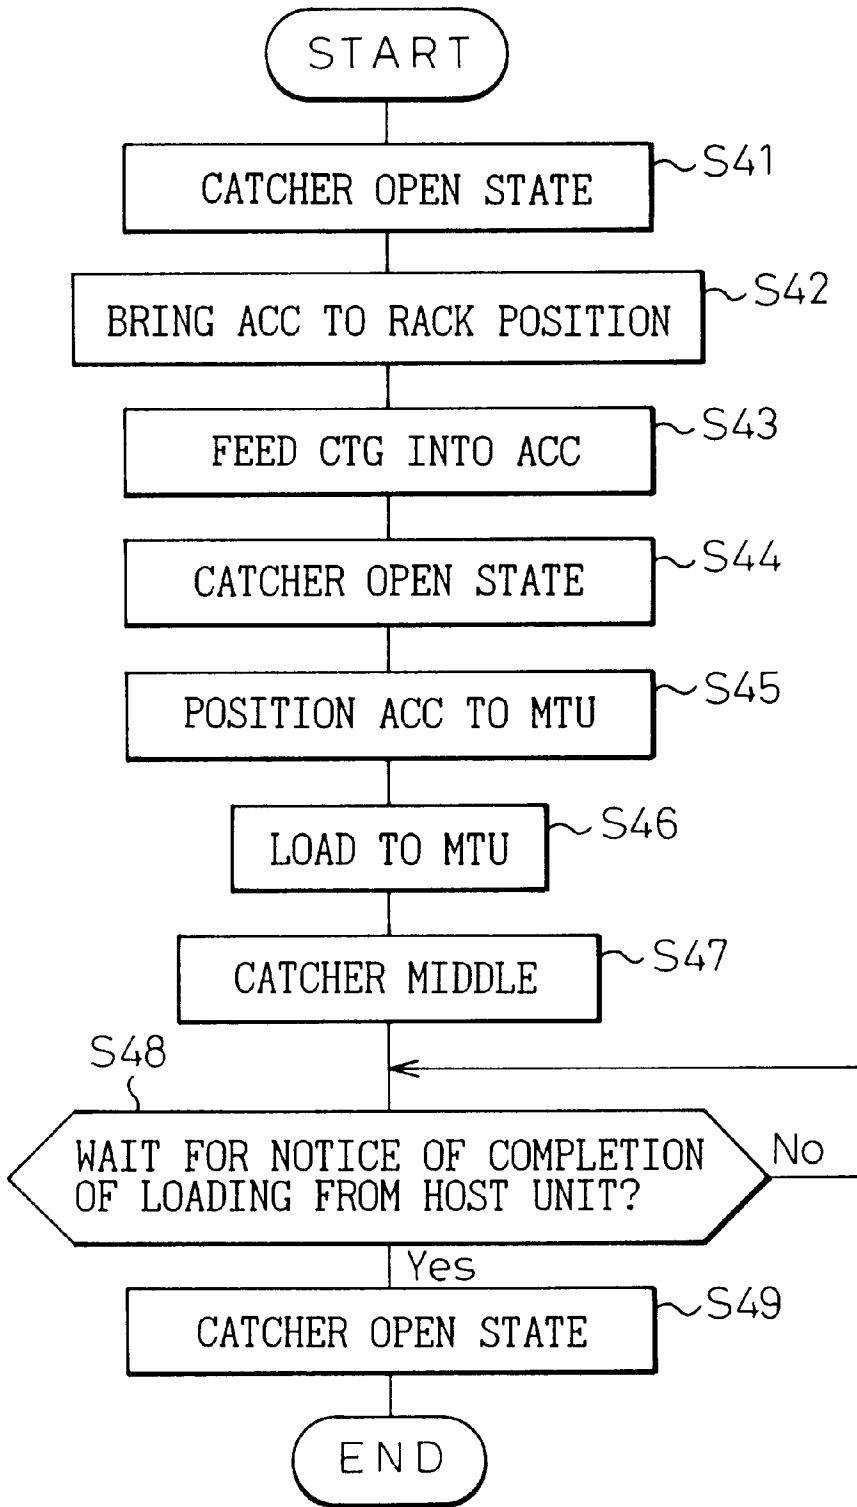 START
S41
CATCHER OPEN STATE
S42
BRING ACC TO RACK POSITION
S43
FEED CTG INTO ACC
S44
CATCHER OPEN STATE
S45
POSITION ACC TO MTU
S46
LOAD TO MTU
S47
CATCHER MIDDLE
S48
WAIT FOR NOTICE OF COMPLETION
OF LOADING FROM HOST UNIT?
No
Yes
S49
CATCHER OPEN STATE
END